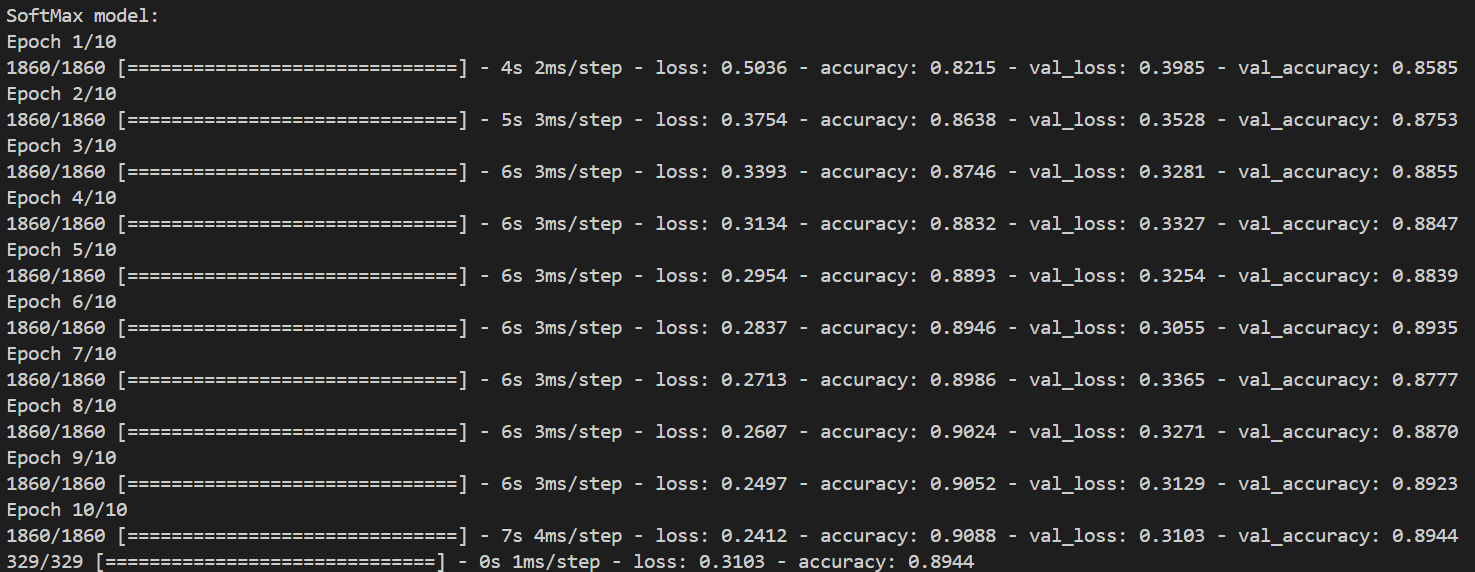 SoftMax model:
Epoch 1/10
1860/1860 [==============================] - 4s 2ms/step - loss: 0.5036 - accuracy: 0.8215 - val_loss: 0.3985 - val_accuracy: 0.8585
Epoch 2/10
1860/1860 [==============================] - 5s 3ms/step - loss: 0.3754 - accuracy: 0.8638 - val_loss: 0.3528 - val_accuracy: 0.8753
Epoch 3/10
1860/1860 [==============================] - 6s 3ms/step - loss: 0.3393 - accuracy: 0.8746 - val_loss: 0.3281 - val_accuracy: 0.8855
Epoch 4/10
1860/1860 [==============================] - 6s 3ms/step - loss: 0.3134 - accuracy: 0.8832 - val_loss: 0.3327 - val_accuracy: 0.8847
Epoch 5/10
1860/1860 [==============================] - 6s 3ms/step - loss: 0.2954 - accuracy: 0.8893 - val_loss: 0.3254 - val_accuracy: 0.8839
Epoch 6/10
1860/1860 [==============================] - 6s 3ms/step - loss: 0.2837 - accuracy: 0.8946 - val_loss: 0.3055 - val_accuracy: 0.8935
Epoch 7/10
1860/1860 [==============================] - 6s 3ms/step - loss: 0.2713 - accuracy: 0.8986 - val_loss: 0.3365 - val_accuracy: 0.8777
Epoch 8/10
1860/1860 [==============================] - 6s 3ms/step - loss: 0.2607 - accuracy: 0.9024 - val_loss: 0.3271 - val_accuracy: 0.8870
Epoch 9/10
1860/1860 [==============================] - 6s 3ms/step - loss: 0.2497 - accuracy: 0.9052 - val_loss: 0.3129 - val_accuracy: 0.8923
Epoch 10/10
1860/1860 [==============================] - 7s 4ms/step - loss: 0.2412 - accuracy: 0.9088 - val_loss: 0.3103 - val_accuracy: 0.8944
329/329 [==============================] - 0s 1ms/step - loss: 0.3103 - accuracy: 0.8944